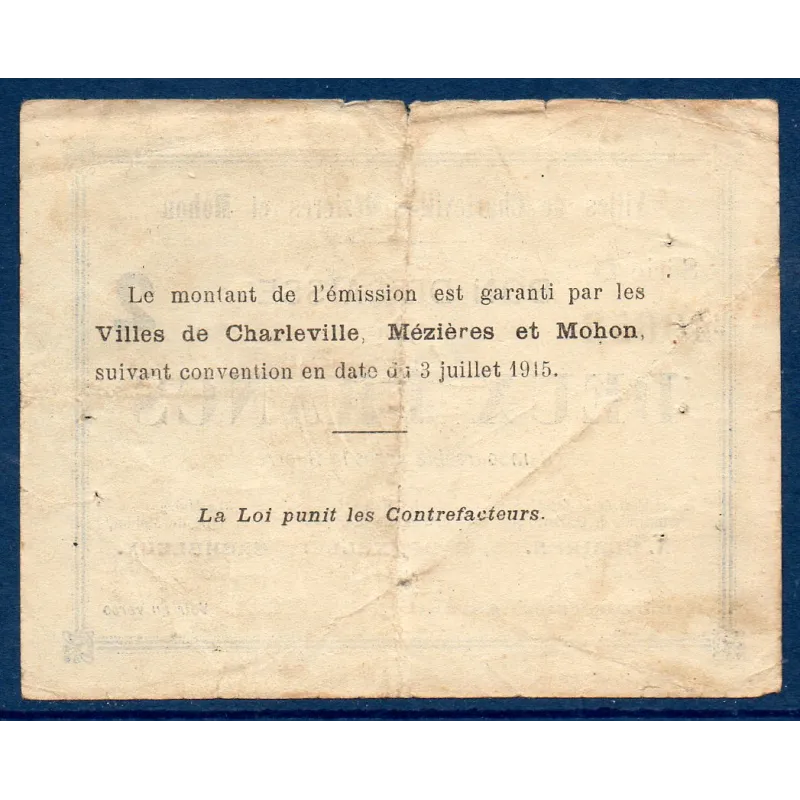 Le montant de l'émission est garanti par les
Villes de Charleville, Mézières et Mohon,
suivant convention en date du 3 juillet 1915.
La Loi punit les Contrefacteurs.